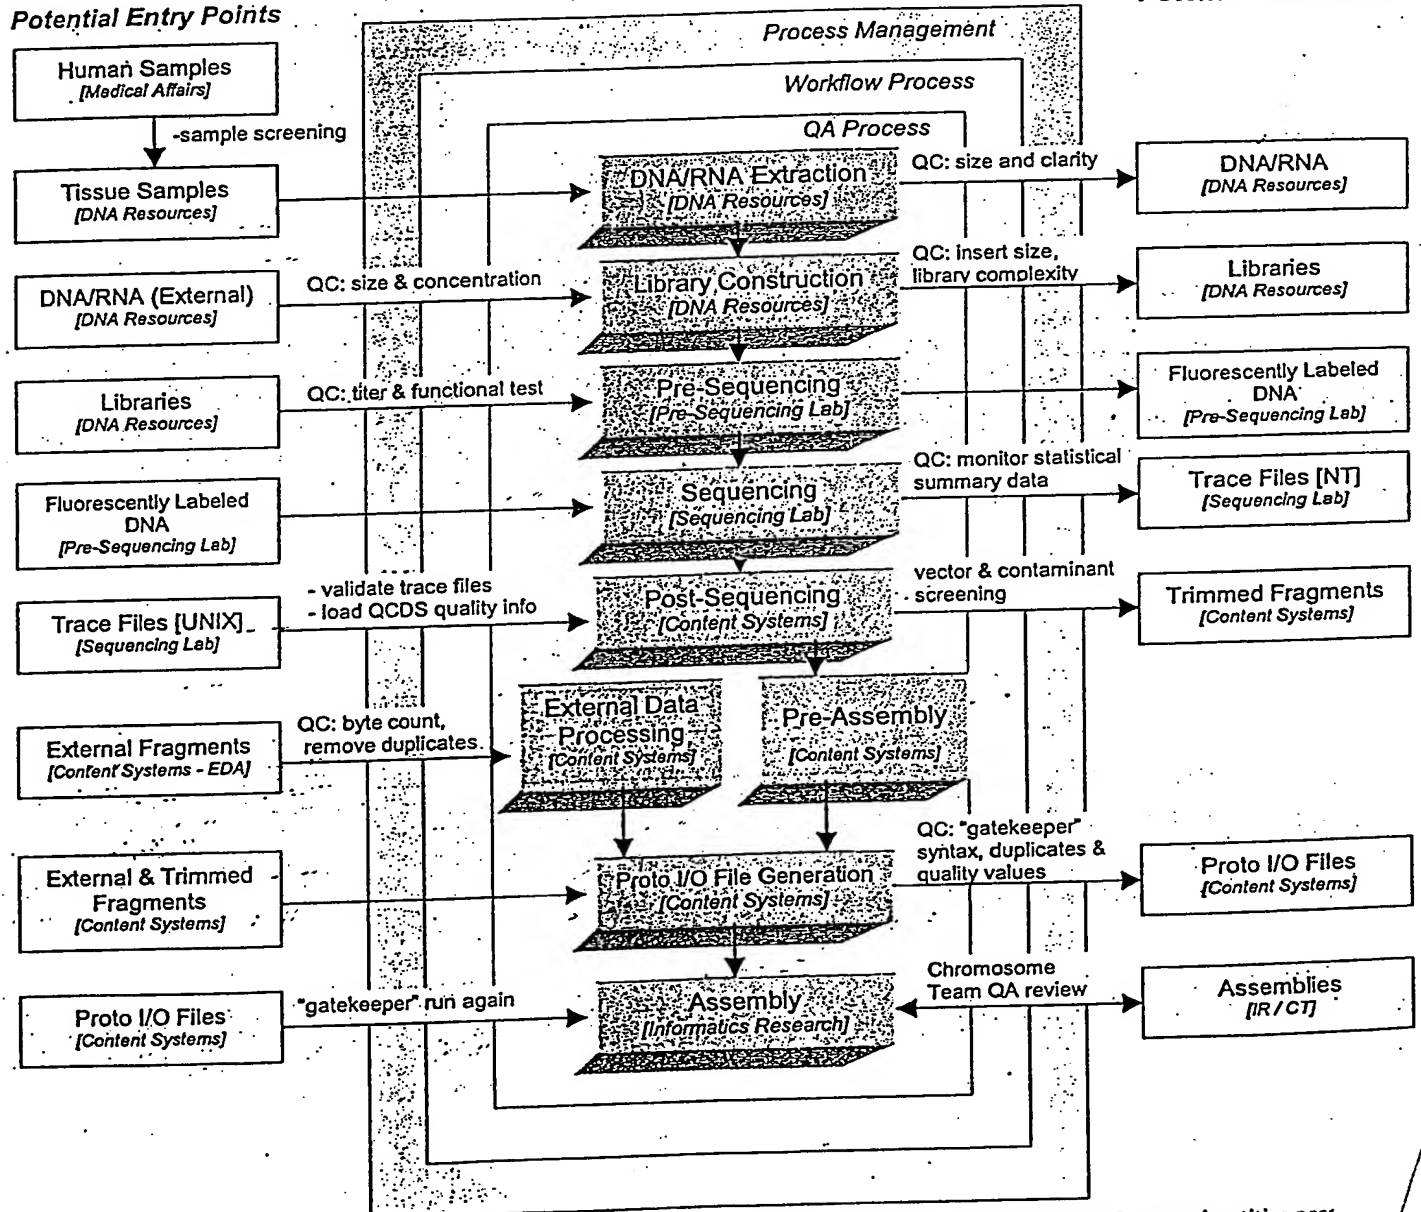 Potential Entry Points
Process Management
Human Samples
[Medical Affairs]
Workflow Process
-sample screening
QA Process
Tissue Samples
[DNA Resources]
DNA/RNA Extraction
[DNA Resources]
QC: size and clarity
DNA/RNA
[DNA Resources]
DNA/RNA (External)
[DNA Resources]
QC: size & concentration
Library Construction
[DNA Resources]
QC: insert size,
library complexity
Libraries
[DNA Resources]
Libraries
[DNA Resources]
QC: titer & functional test
Pre-Sequencing
[Pre-Sequencing Lab]
Fluorescently Labeled
DNA
[Pre-Sequencing Lab]
Fluorescently Labeled
DNA
[Pre-Sequencing Lab]
Sequencing
[Sequencing Lab]
QC: monitor statistical
summary data
Trace Files [NT]
[Sequencing Lab]
Trace Files [UNIX]
[Sequencing Lab]
- validate trace files
- load QCDS quality info
Post-Sequencing
[Content Systems]
vector & contaminant
screening
Trimmed Fragments
[Content Systems]
External Fragments
[Content Systems - EDA]
QC: byte count,
remove duplicates
External Data
Processing
[Content Systems]
Pre-Assembly
[Content Systems]
External & Trimmed
Fragments
[Content Systems]
Proto I/O File Generation
[Content Systems]
QC: "gatekeeper"
syntax, duplicates &
quality values
Proto I/O Files
[Content Systems]
Proto I/O Files
[Content Systems]
"gatekeeper" run again
Assembly
[Informatics Research]
Chromosome
Team QA review
Assemblies
[IR / CT]